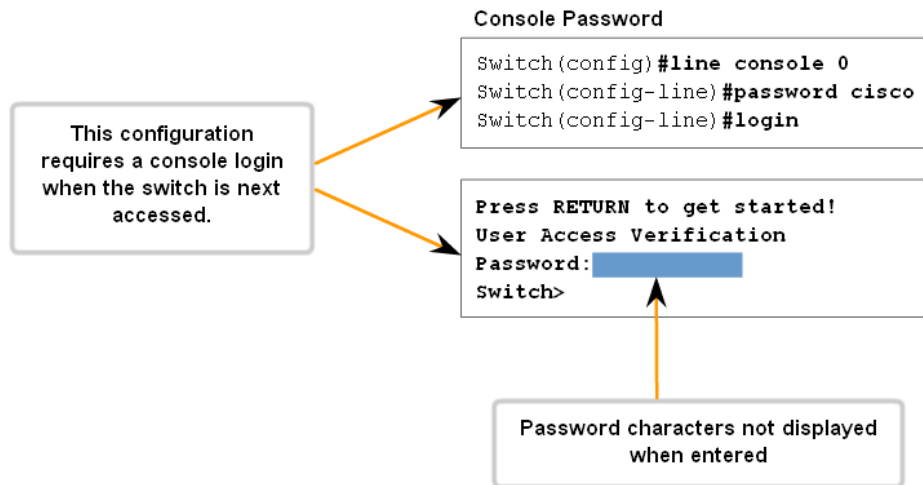 Console Password
Switch(config)#line console 0
Switch(config-line)#password cisco
Switch(config-line)#login
This configuration
requires a console login
when the switch is next
accessed.
Press RETURN to get started!
User Access Verification
Password:
Switch>
Password characters not displayed
when entered